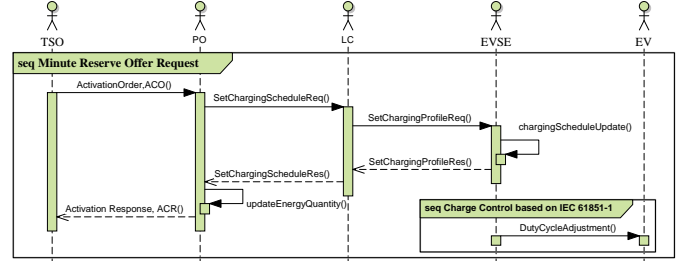 TSO PO LC EVSE EV
seq Minute Reserve Offer Request
ActivationOrder,ACO()
SetChargingScheduleReq()
SetChargingProfileReq()
chargingScheduleUpdate()
SetChargingProfileRes()
SetChargingScheduleRes()
updateEnergyQuantity()
Activation Response, ACR()
seq Charge Control based on IEC 61851-1
DutyCycleAdjustment()